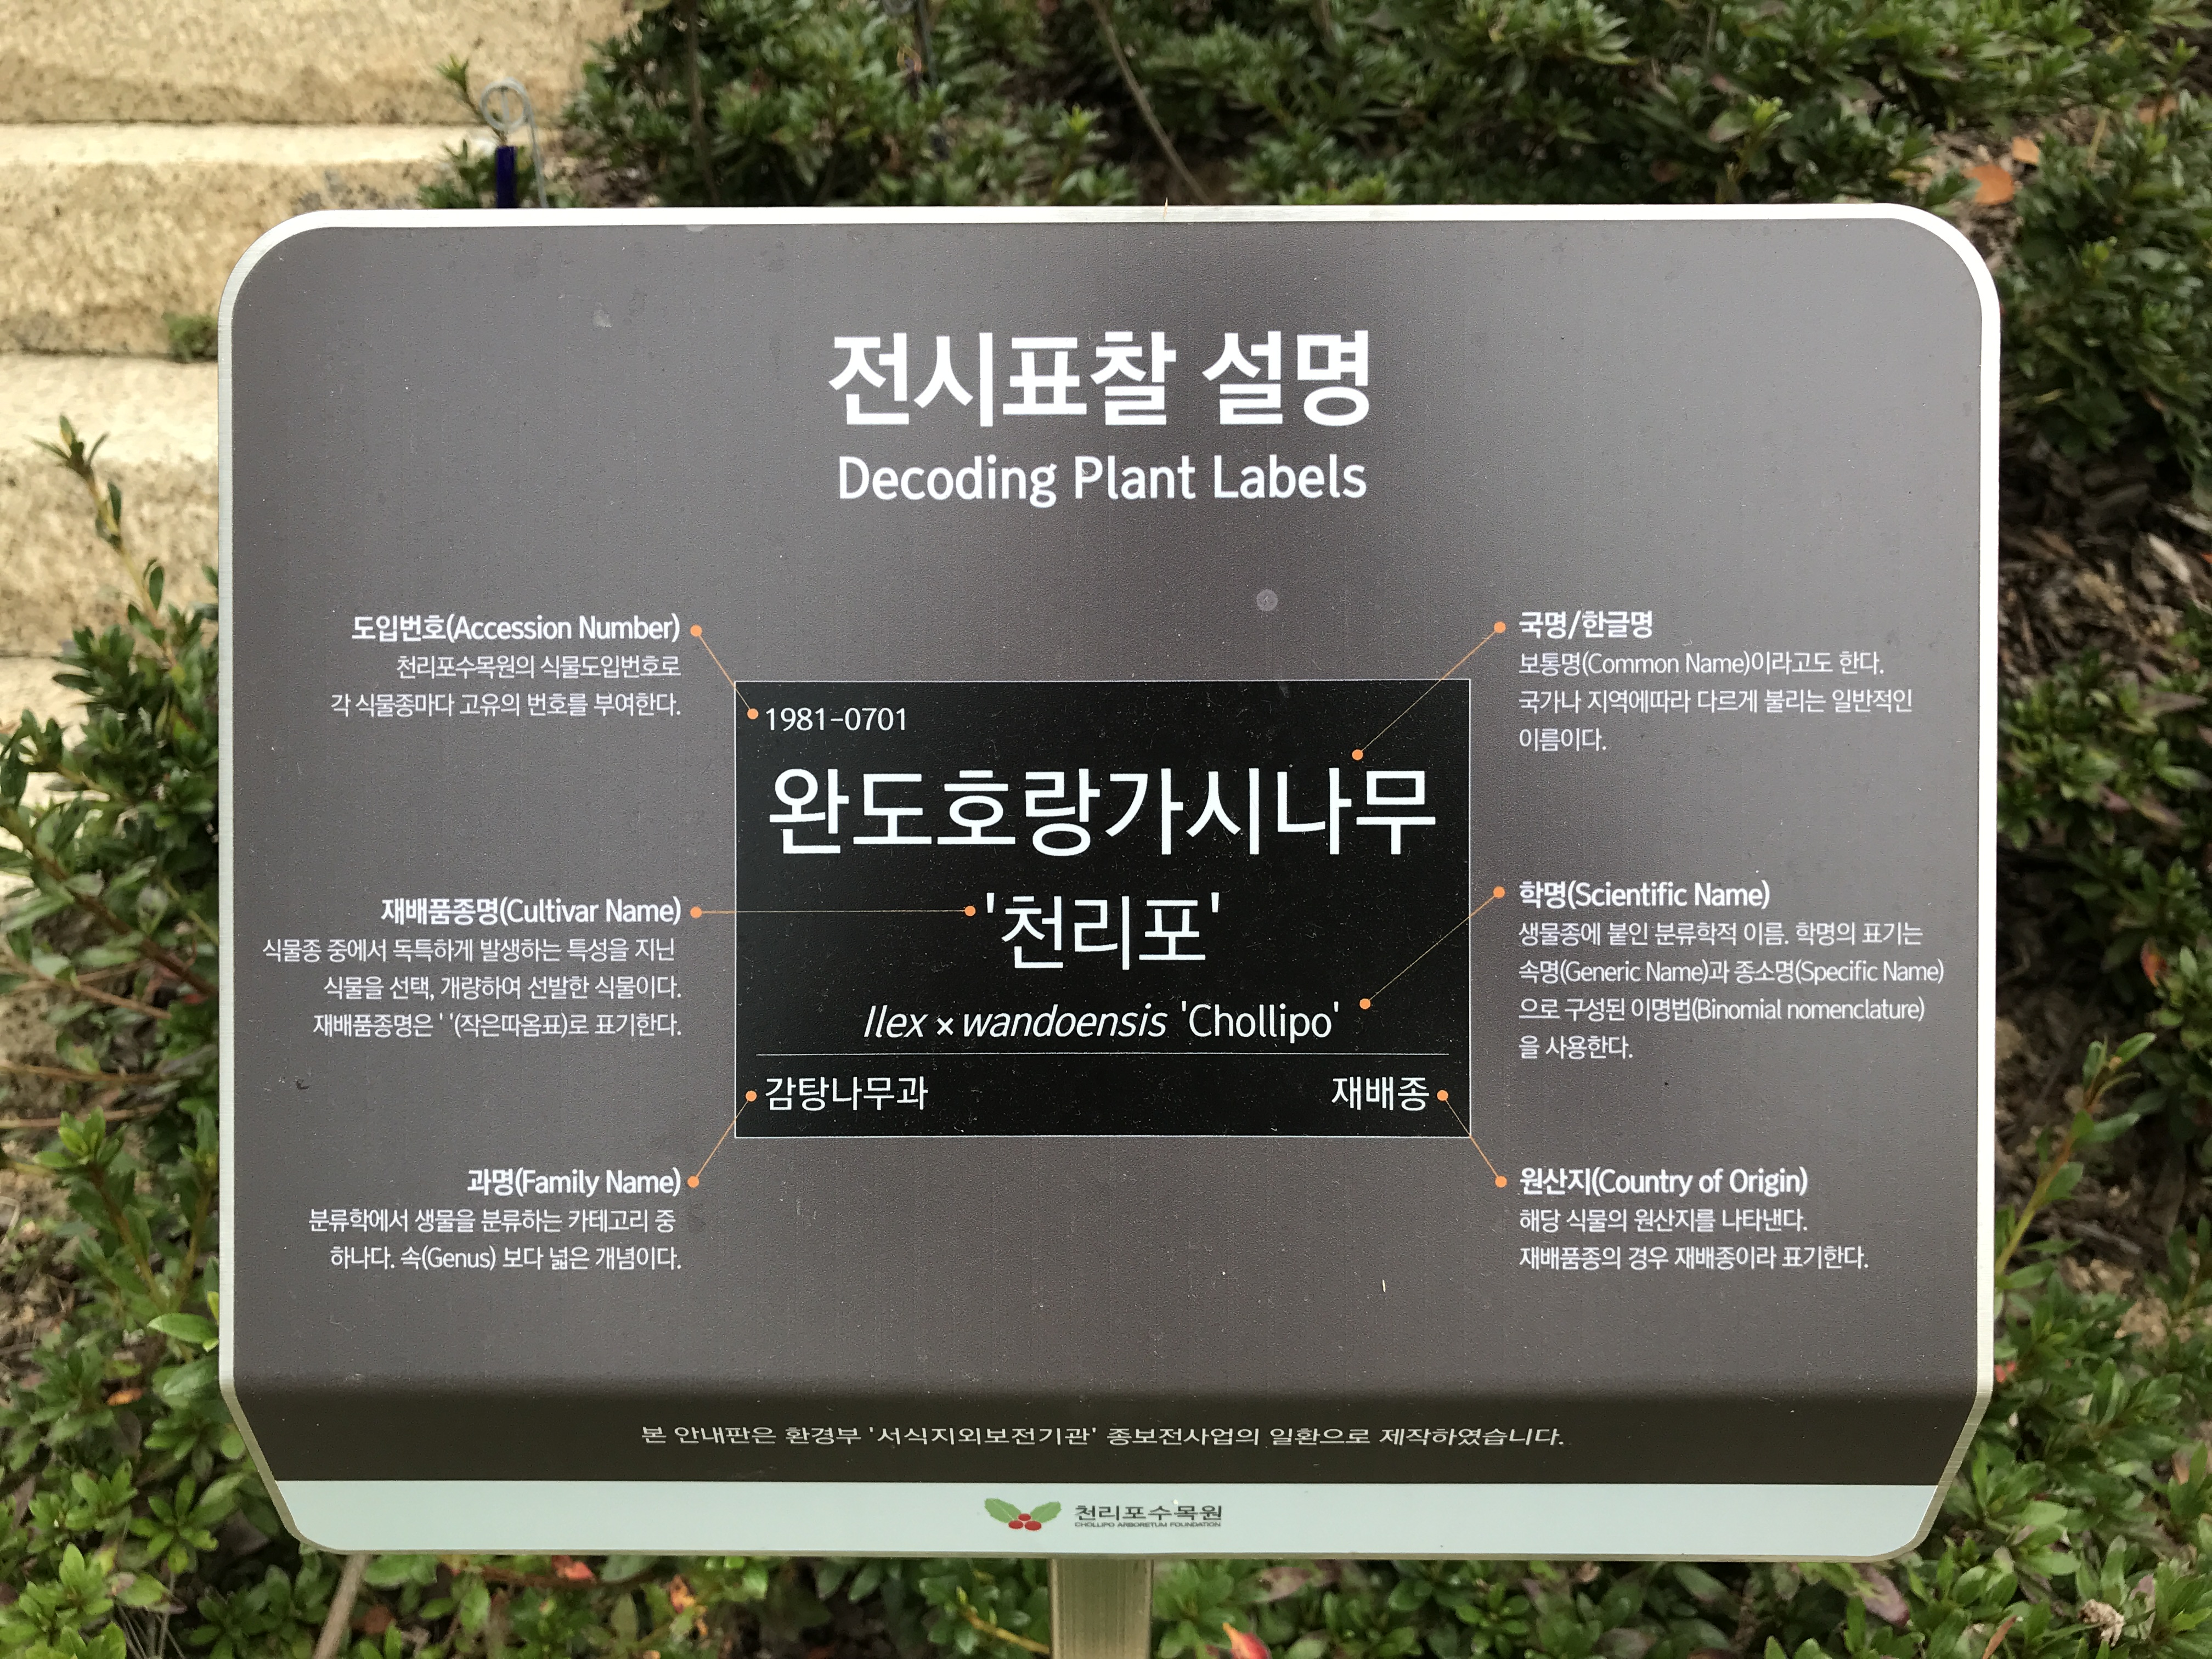 전시표찰 설명
Decoding Plant Labels
도입번호(Accession Number)
천리포수목원의 식물도입번호로
각 식물종마다 고유의 번호를 부여한다.
국명/한글명
보통명(Common Name)이라고도 한다.
국가나 지역에따라 다르게 불리는 일반적인
이름이다.
1981-0701
완도호랑가시나무
'천리포'
Ilex × wandoensis 'Chollipo'
감탕나무과
재배종
재배품종명(Cultivar Name)
식물종 중에서 독특하게 발생하는 특성을 지닌
식물을 선택, 개량하여 선발한 식물이다.
재배품종명은 ' '(작은따옴표)로 표기한다.
학명(Scientific Name)
생물종에 붙인 분류학적 이름. 학명의 표기는
속명(Generic Name)과 종소명(Specific Name)
으로 구성된 이명법(Binomial nomenclature)
을 사용한다.
과명(Family Name)
분류학에서 생물을 분류하는 카테고리 중
하나다. 속(Genus) 보다 넓은 개념이다.
원산지(Country of Origin)
해당 식물의 원산지를 나타낸다.
재배품종의 경우 재배종이라 표기한다.
본 안내판은 환경부 '서식지외보전기관' 종보전사업의 일환으로 제작하였습니다.
천리포수목원
CHOLLIPO ARBORETUM FOUNDATION